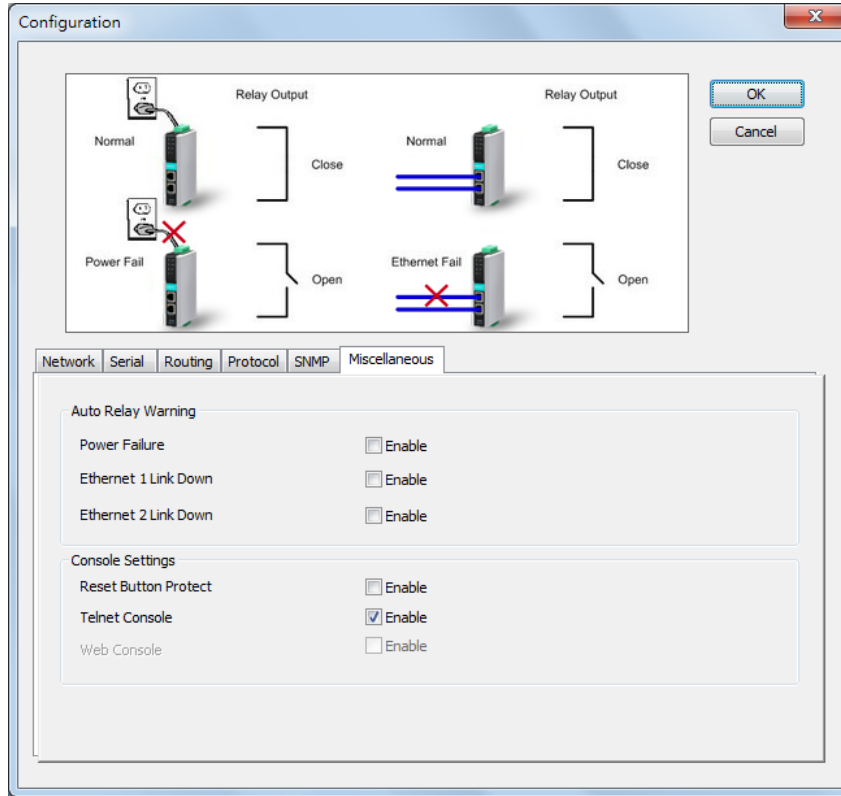 Configuration
Relay Output
Relay Output
OK
Cancel
Normal
Close
Normal
Close
Power Fail
Open
Ethernet Fail
Open
Network Serial Routing Protocol SNMP Miscellaneous
Auto Relay Warning
Power Failure Enable
Ethernet 1 Link Down Enable
Ethernet 2 Link Down Enable
Console Settings
Reset Button Protect Enable
Telnet Console Enable
Web Console Enable